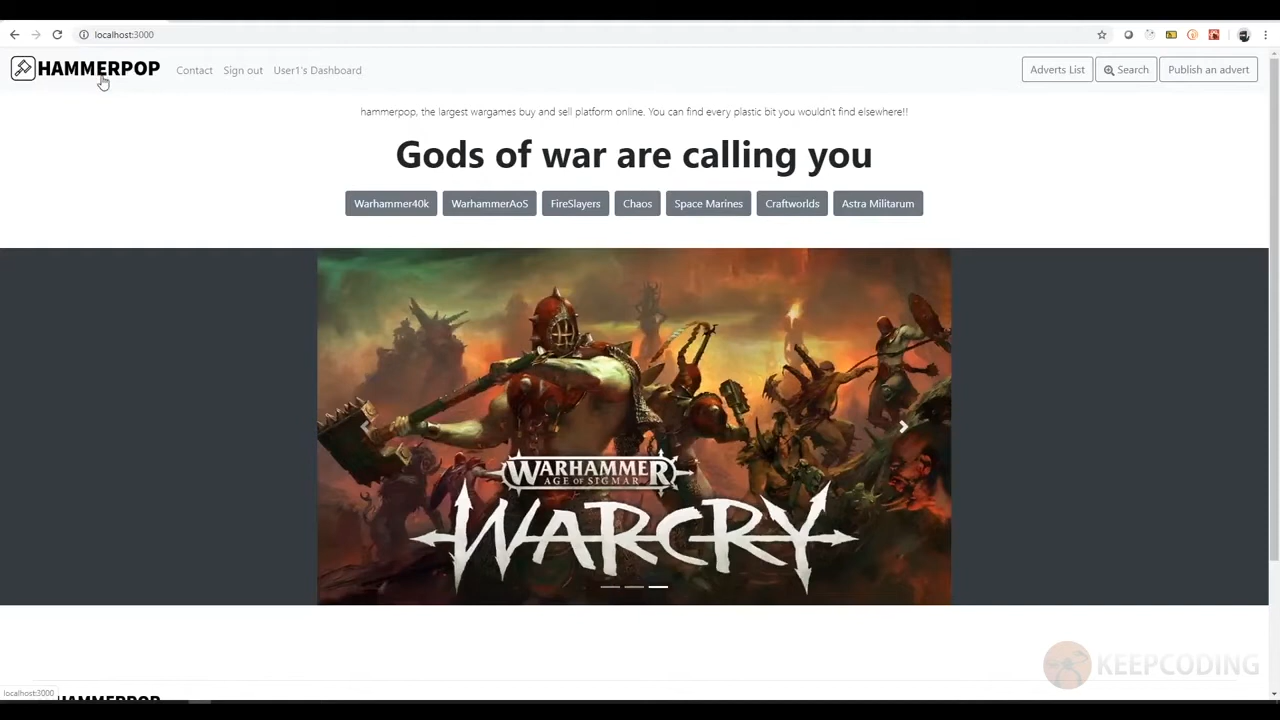 localhost:3000
HAMMERPOP
Contact
Sign out
User1's Dashboard
Adverts List
Search
Publish an advert
hammerpop, the largest wargames buy and sell platform online. You can find every plastic bit you wouldn't find elsewhere!!
Gods of war are calling you
Warhammer40k
WarhammerAoS
FireSlayers
Chaos
Space Marines
Craftworlds
Astra Militarum
WARHAMMER
AGE OF SIGMAR
WARCRY
KEEPCODING
localhost:3000
HAMMERPOP